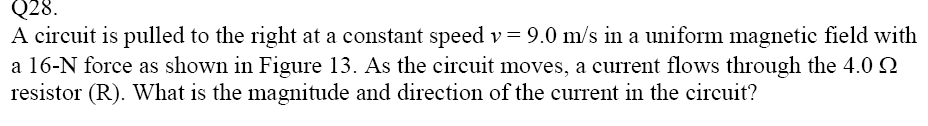 Q28.
A circuit is pulled to the right at a constant speed v = 9.0 m/s in a uniform magnetic field with
a 16-N force as shown in Figure 13. As the circuit moves, a current flows through the 4.0 Ω
resistor (R). What is the magnitude and direction of the current in the circuit?